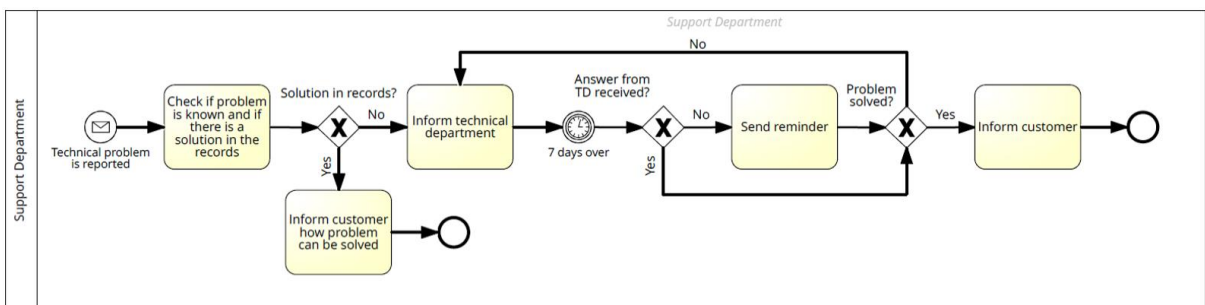 Support Department
Support Department
Technical problem
is reported
Check if problem
is known and if
there is a
solution in the
records
Solution in records?
No
Yes
Inform customer
how problem
can be solved
Inform technical
department
7 days over
Answer from
TD received?
No
Yes
Send reminder
Problem
solved?
No
Yes
Inform customer